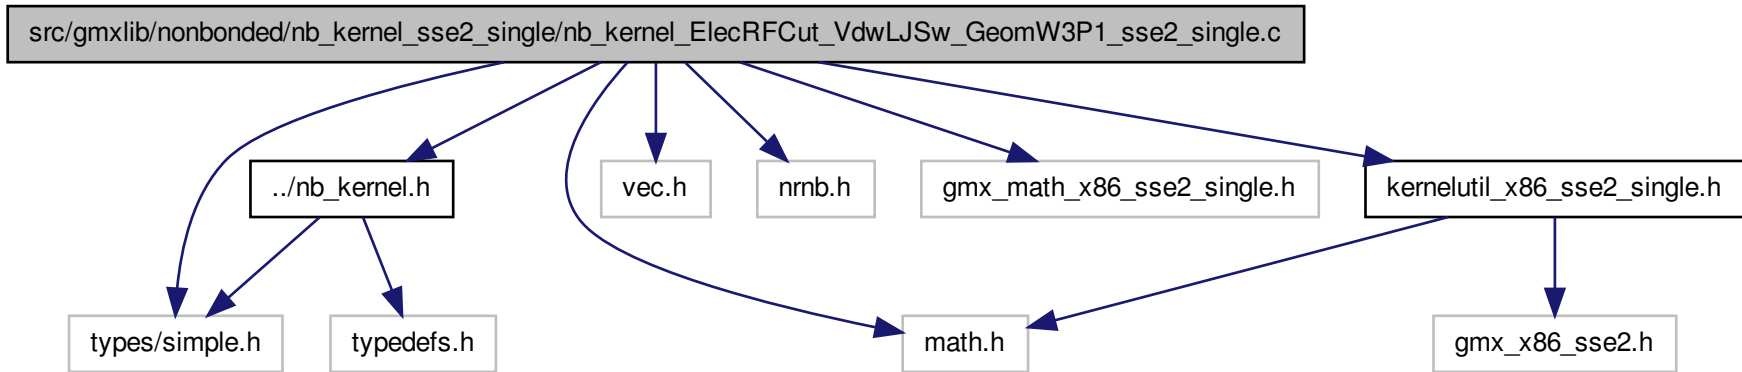 src/gmxlib/nonbonded/nb_kernel_sse2_single/nb_kernel_ElecRFCut_VdwLJSw_GeomW3P1_sse2_single.c
../nb_kernel.h
vec.h
nrnb.h
gmx_math_x86_sse2_single.h
kernelutil_x86_sse2_single.h
types/simple.h
typedefs.h
math.h
gmx_x86_sse2.h